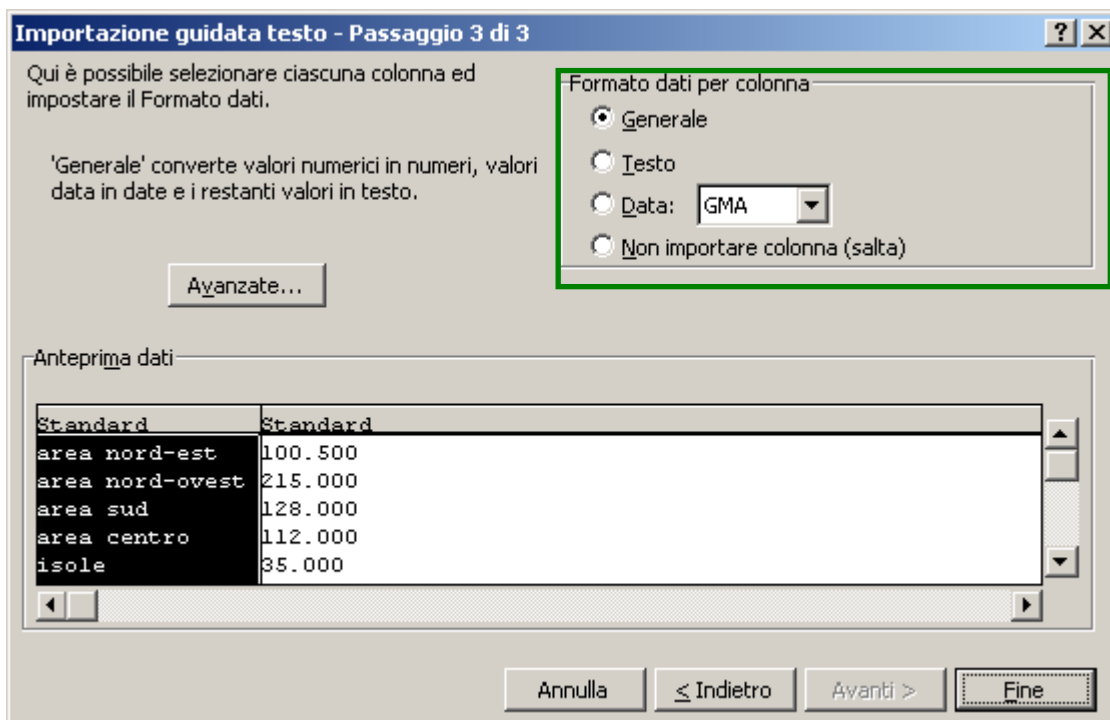 Importazione guidata testo - Passaggio 3 di 3
Qui è possibile selezionare ciascuna colonna ed
impostare il Formato dati.
'Generale' converte valori numerici in numeri, valori
data in date e i restanti valori in testo.
Avanzate...
Formato dati per colonna
Generale
Testo
Data: GMA
Non importare colonna (salta)
Anteprima dati
Standard Standard
area nord-est 100.500
area nord-ovest 215.000
area sud 128.000
area centro 112.000
isole 35.000
Annulla < Indietro Avanti > Fine